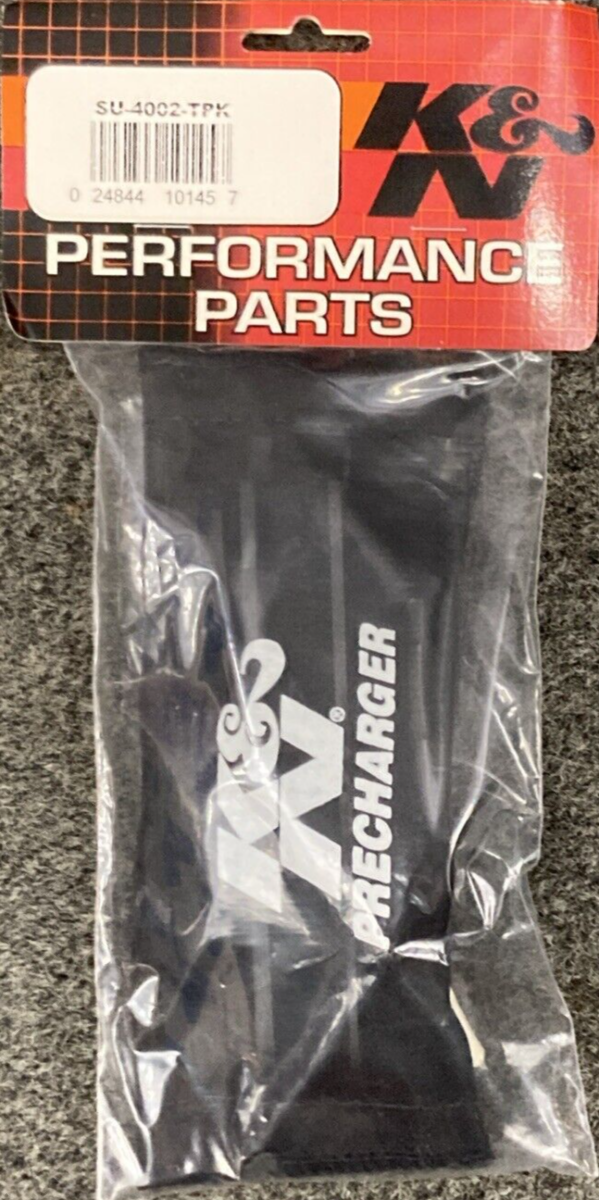 SU-4002-TPK
0 24844 10145 7
K&N
PERFORMANCE
PARTS
K&N®
PRECHARGER